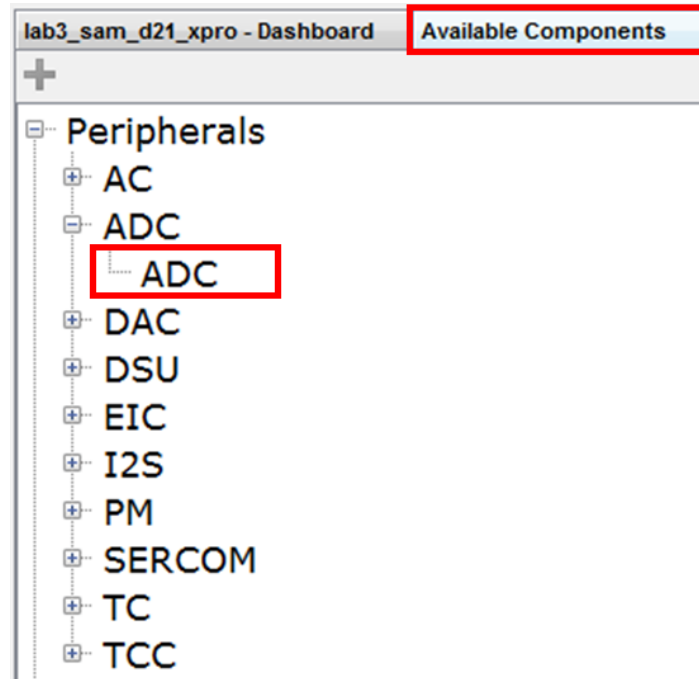 lab3_sam_d21_xpro - Dashboard Available Components
Peripherals
AC
ADC
ADC
DAC
DSU
EIC
I2S
PM
SERCOM
TC
TCC